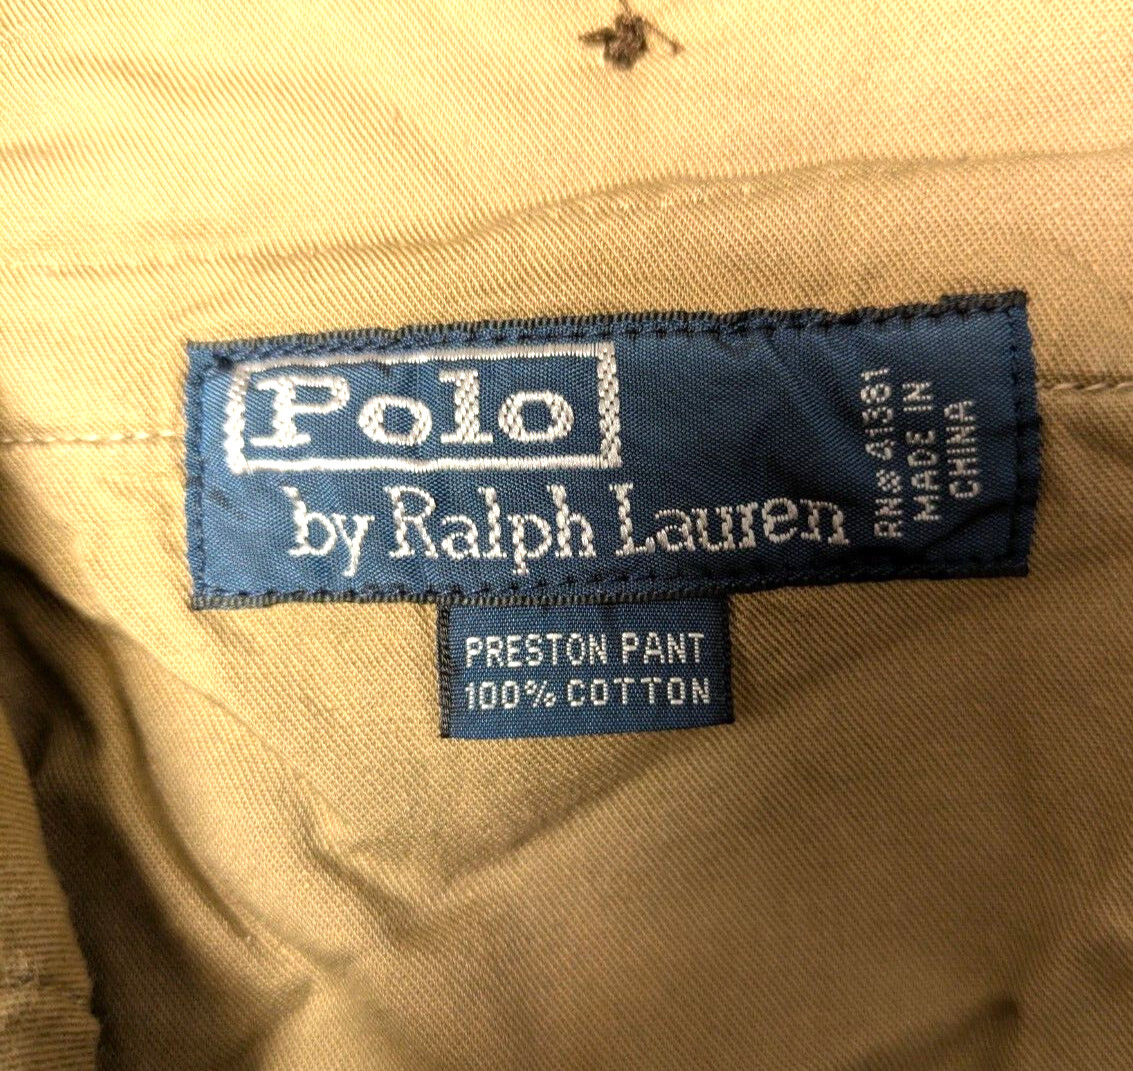 Polo
by Ralph Lauren
RN# 41381
MADE IN
CHINA
PRESTON PANT
100% COTTON